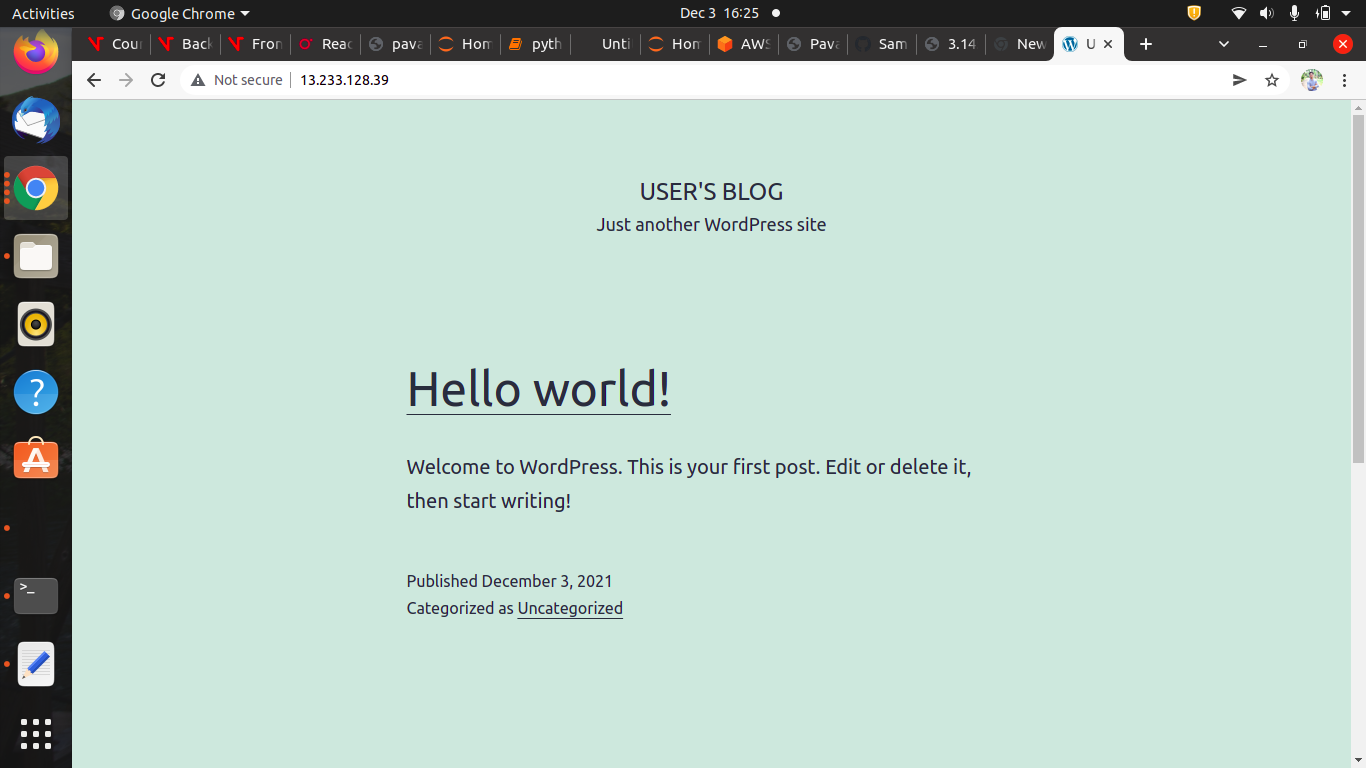 Activities
Google Chrome
Dec 3 16:25
Cour
Back
Fron
Reac
pava
Hom
pyth
Unti
Hom
AWS
Pava
Sam
3.14
New
U
Not secure
13.233.128.39
USER'S BLOG
Just another WordPress site
Hello world!
Welcome to WordPress. This is your first post. Edit or delete it,
then start writing!
Published December 3, 2021
Categorized as Uncategorized